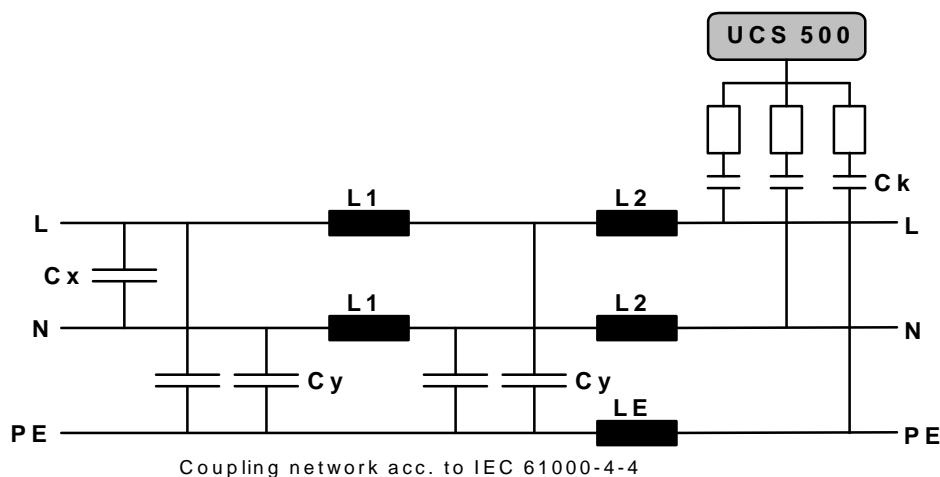 UCS 500
Ck
L1 L2
L L
Cx
L1 L2
N N
Cy Cy
LE
PE PE
Coupling network acc. to IEC 61000-4-4